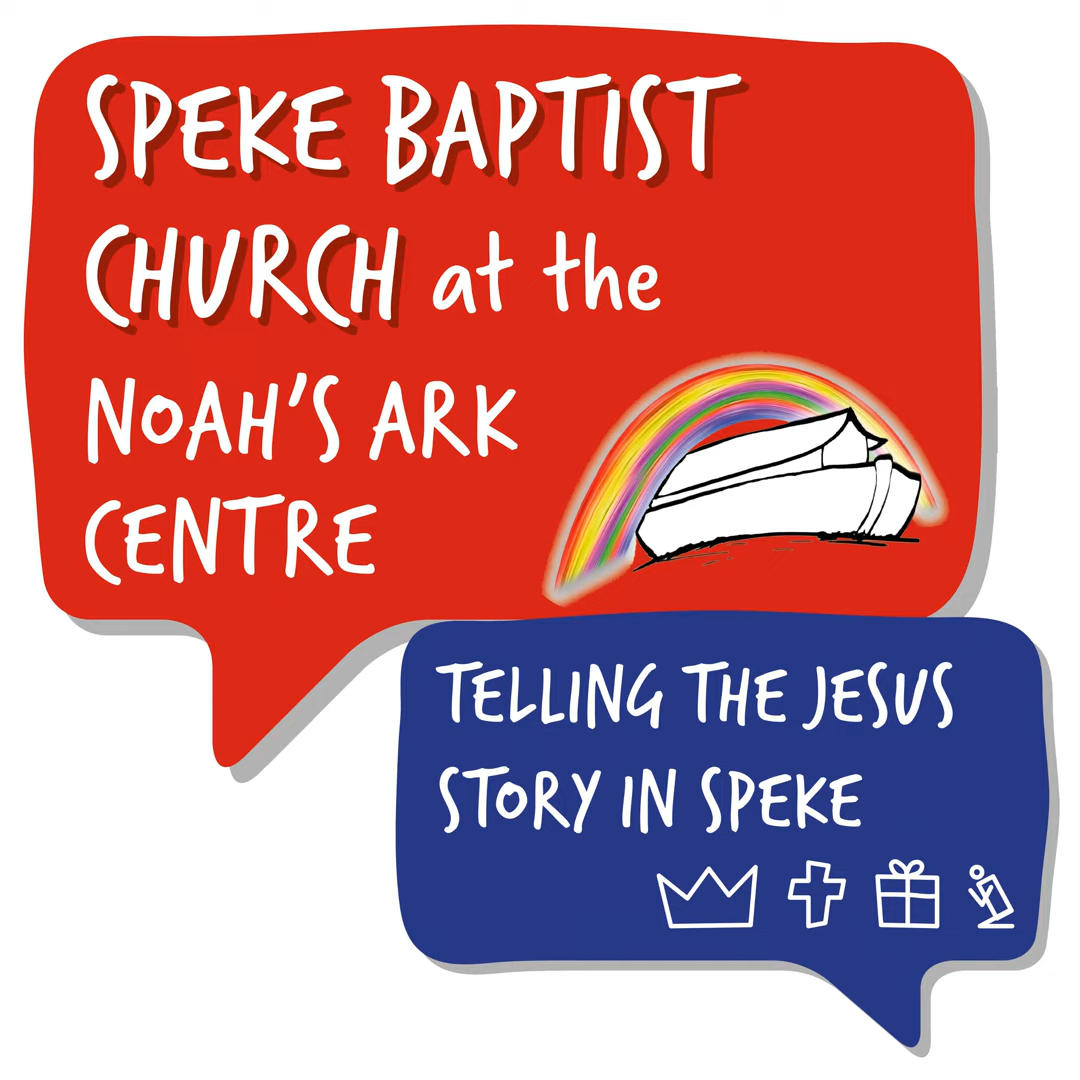 SPEKE BAPTIST
CHURCH at the
NOAH'S ARK
CENTRE
TELLING THE JESUS
STORY IN SPEKE